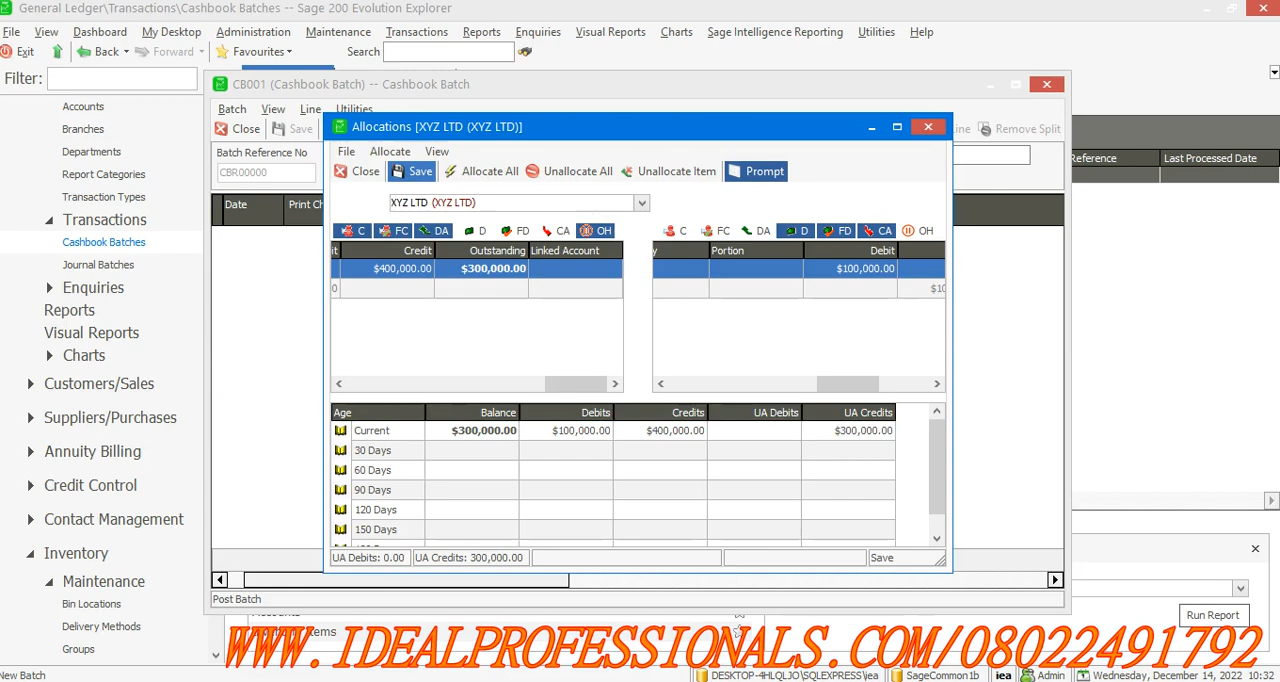 General Ledger\Transactions\Cashbook Batches -- Sage 200 Evolution Explorer
File View Dashboard My Desktop Administration Maintenance Transactions Reports Enquiries Visual Reports Charts Sage Intelligence Reporting Utilities Help
Exit Back Forward Favourites Search
Filter:
Accounts
Branches
Departments
Report Categories
Transaction Types
Transactions
Cashbook Batches
Journal Batches
Enquiries
Reports
Visual Reports
Charts
Customers/Sales
Suppliers/Purchases
Annuity Billing
Credit Control
Contact Management
Inventory
Maintenance
Bin Locations
Delivery Methods
Groups
CB001 (Cashbook Batch) -- Cashbook Batch
Batch View Line Utilities
Close Save
Line Remove Split
Batch Reference No
CBR00000
Date Print Ch
Reference Last Processed Date
Allocations [XYZ LTD (XYZ LTD)]
File Allocate View
Close Save Allocate All Unallocate All Unallocate Item Prompt
XYZ LTD (XYZ LTD)
C FC DA D FD CA OH C FC DA D FD CA OH
it Credit Outstanding Linked Account y Portion Debit
$400,000.00 $300,000.00 $100,000.00
0 $10
Age Balance Debits Credits UA Debits UA Credits
Current $300,000.00 $100,000.00 $400,000.00 $300,000.00
30 Days
60 Days
90 Days
120 Days
150 Days
UA Debits: 0.00 UA Credits: 300,000.00 Save
Post Batch
Run Report
Items
WWW. IDEALPROFESSIONALS. COM/08022491792
New Batch DESKTOP-4HLQLJO\SQLEXPRESS\iea SageCommon1b iea Admin Wednesday, December 14, 2022 10:32